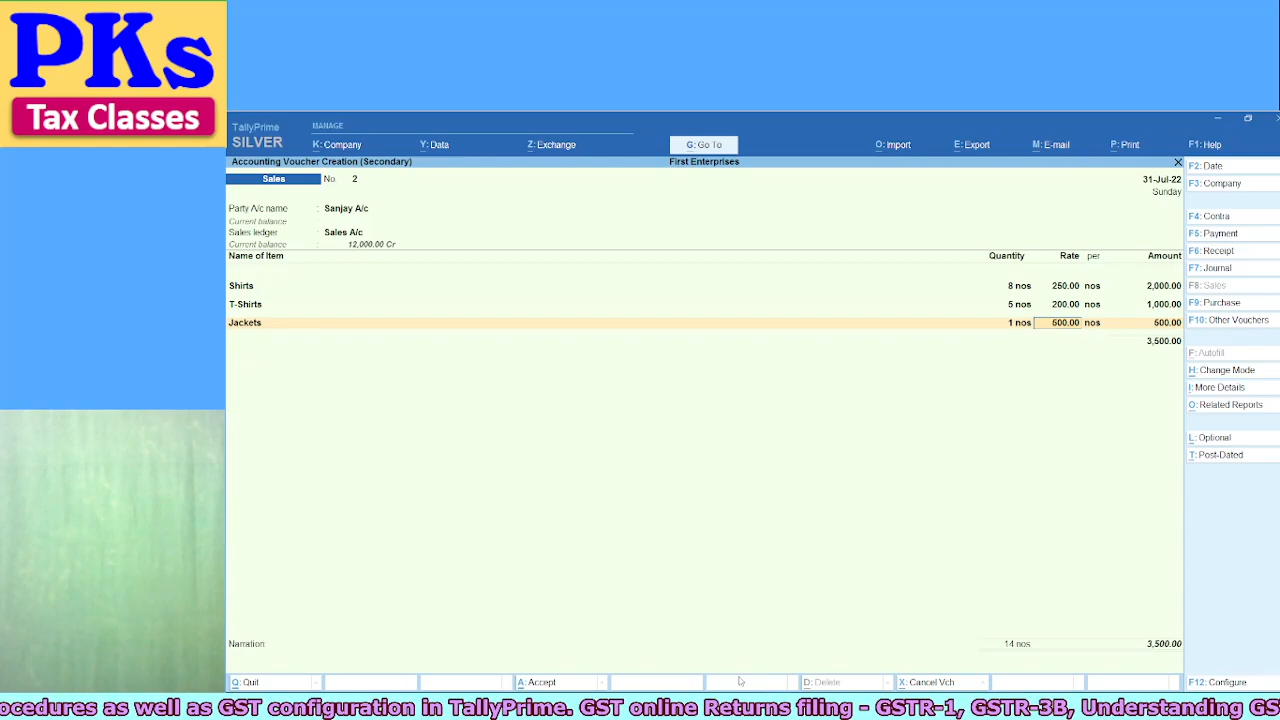 PKs
Tax Classes
TallyPrime
SILVER
MANAGE
K: Company
Y: Data
Z: Exchange
G: Go To
O: Import
E: Export
M: E-mail
P: Print
F1: Help
Accounting Voucher Creation (Secondary)
First Enterprises
Sales No. 2
31-Jul-22
Sunday
Party A/c name : Sanjay A/c
Current balance :
Sales ledger : Sales A/c
Current balance : 12,000.00 Cr
Name of Item Quantity Rate per Amount
Shirts 8 nos 250.00 nos 2,000.00
T-Shirts 5 nos 200.00 nos 1,000.00
Jackets 1 nos 500.00 nos 500.00
3,500.00
Narration: 14 nos 3,500.00
F2: Date
F3: Company
F4: Contra
F5: Payment
F6: Receipt
F7: Journal
F8: Sales
F9: Purchase
F10: Other Vouchers
F: Autofill
H: Change Mode
I: More Details
O: Related Reports
L: Optional
T: Post-Dated
Q: Quit
A: Accept
D: Delete
X: Cancel Vch
F12: Configure
ocedures as well as GST configuration in TallyPrime. GST online Returns filing - GSTR-1, GSTR-3B, Understanding GS